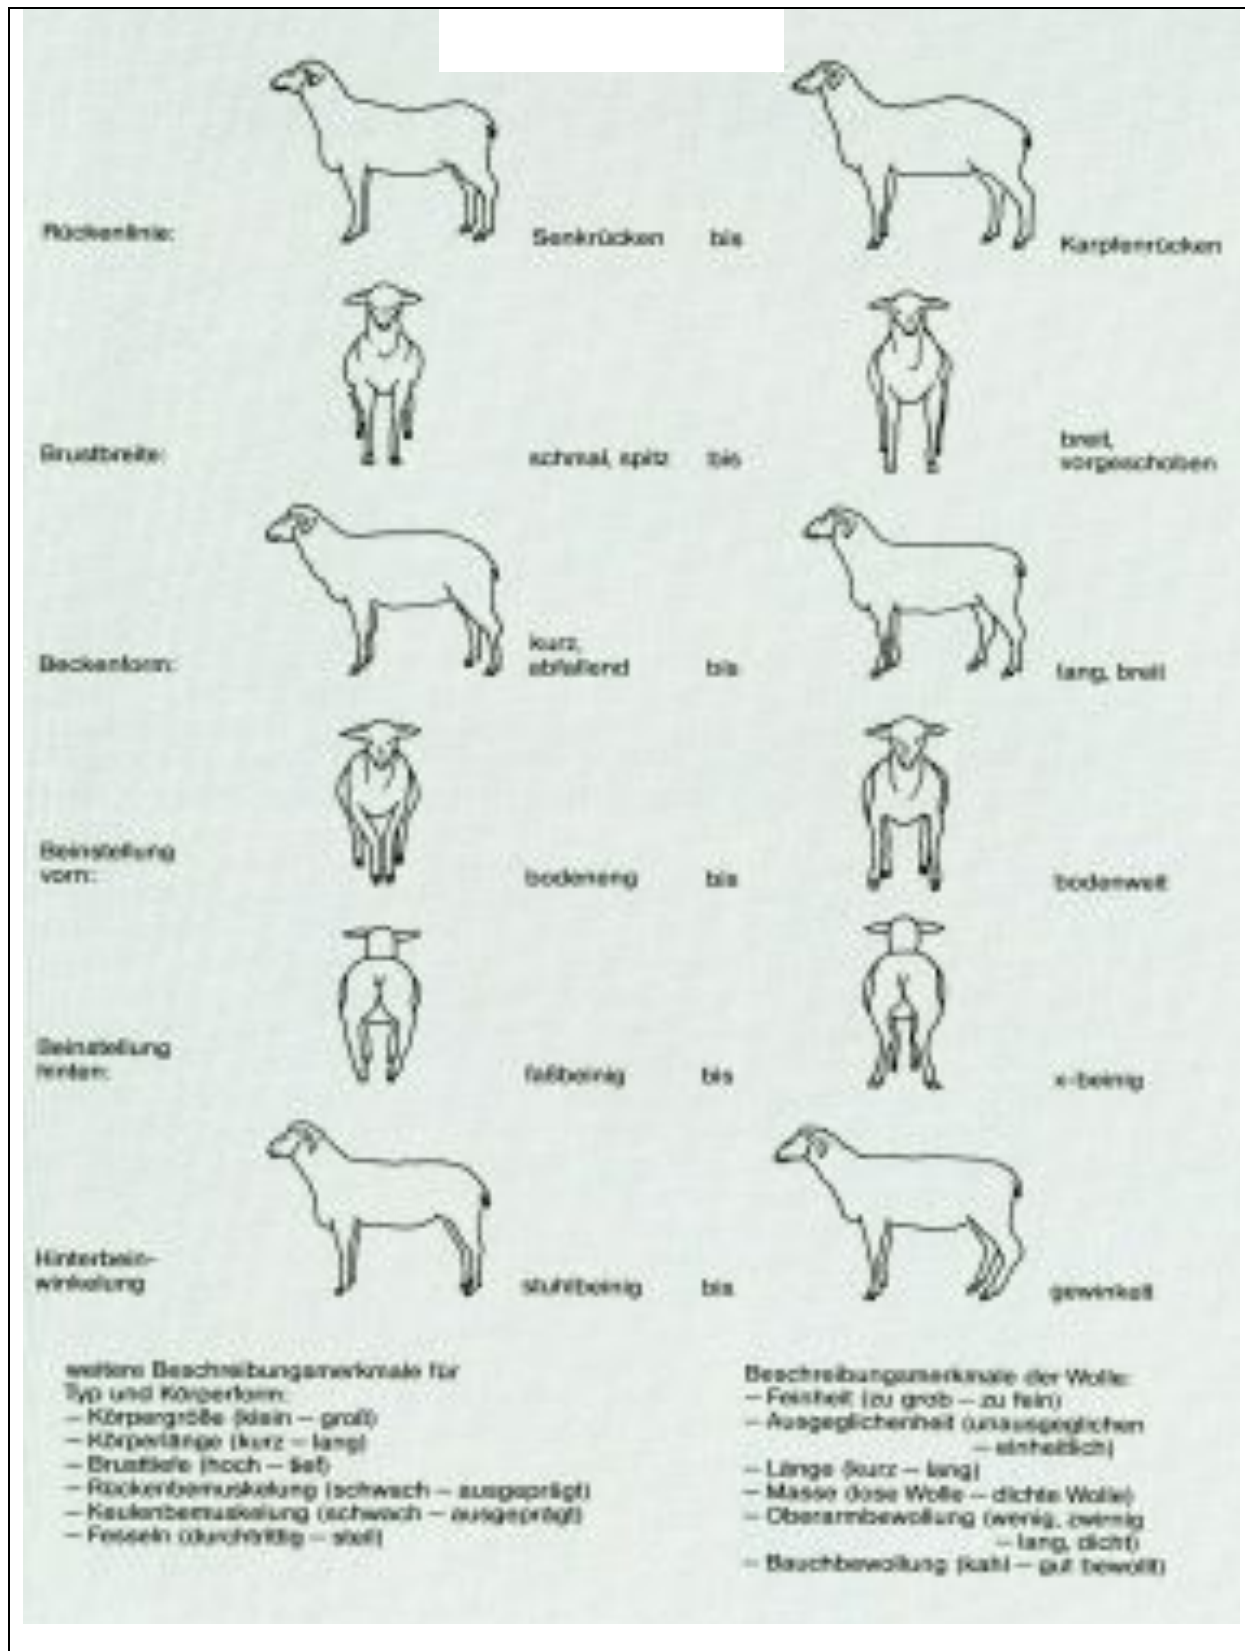 Rückenlinie:
Senkrücken bis
Karpfenrücken
Brustbreite:
schmal, spitz bis
breit,
vorgeschoben
Beckenform:
kurz,
abfallend bis
lang, breit
Beinstellung
vorn:
bodeneng bis
bodenweit
Beinstellung
hinten:
faßbeinig bis
x-beinig
Hinterbein-
winkelung
stuhlbeinig bis
gewinkelt
weitere Beschreibungsmerkmale für
Typ und Körperform:
– Körpergröße (klein – groß)
– Körperlänge (kurz – lang)
– Brusttiefe (hoch – tief)
– Rückenbemuskelung (schwach – ausgeprägt)
– Keulenbemuskelung (schwach – ausgeprägt)
– Fesseln (durchtrittig – steil)
Beschreibungsmerkmale der Wolle:
– Feinheit (zu grob – zu fein)
– Ausgeglichenheit (unausgeglichen
– einheitlich)
– Länge (kurz – lang)
– Masse (lose Wolle – dichte Wolle)
– Oberarmbewollung (wenig, zwirnig
– lang, dicht)
– Bauchbewollung (kahl – gut bewollt)